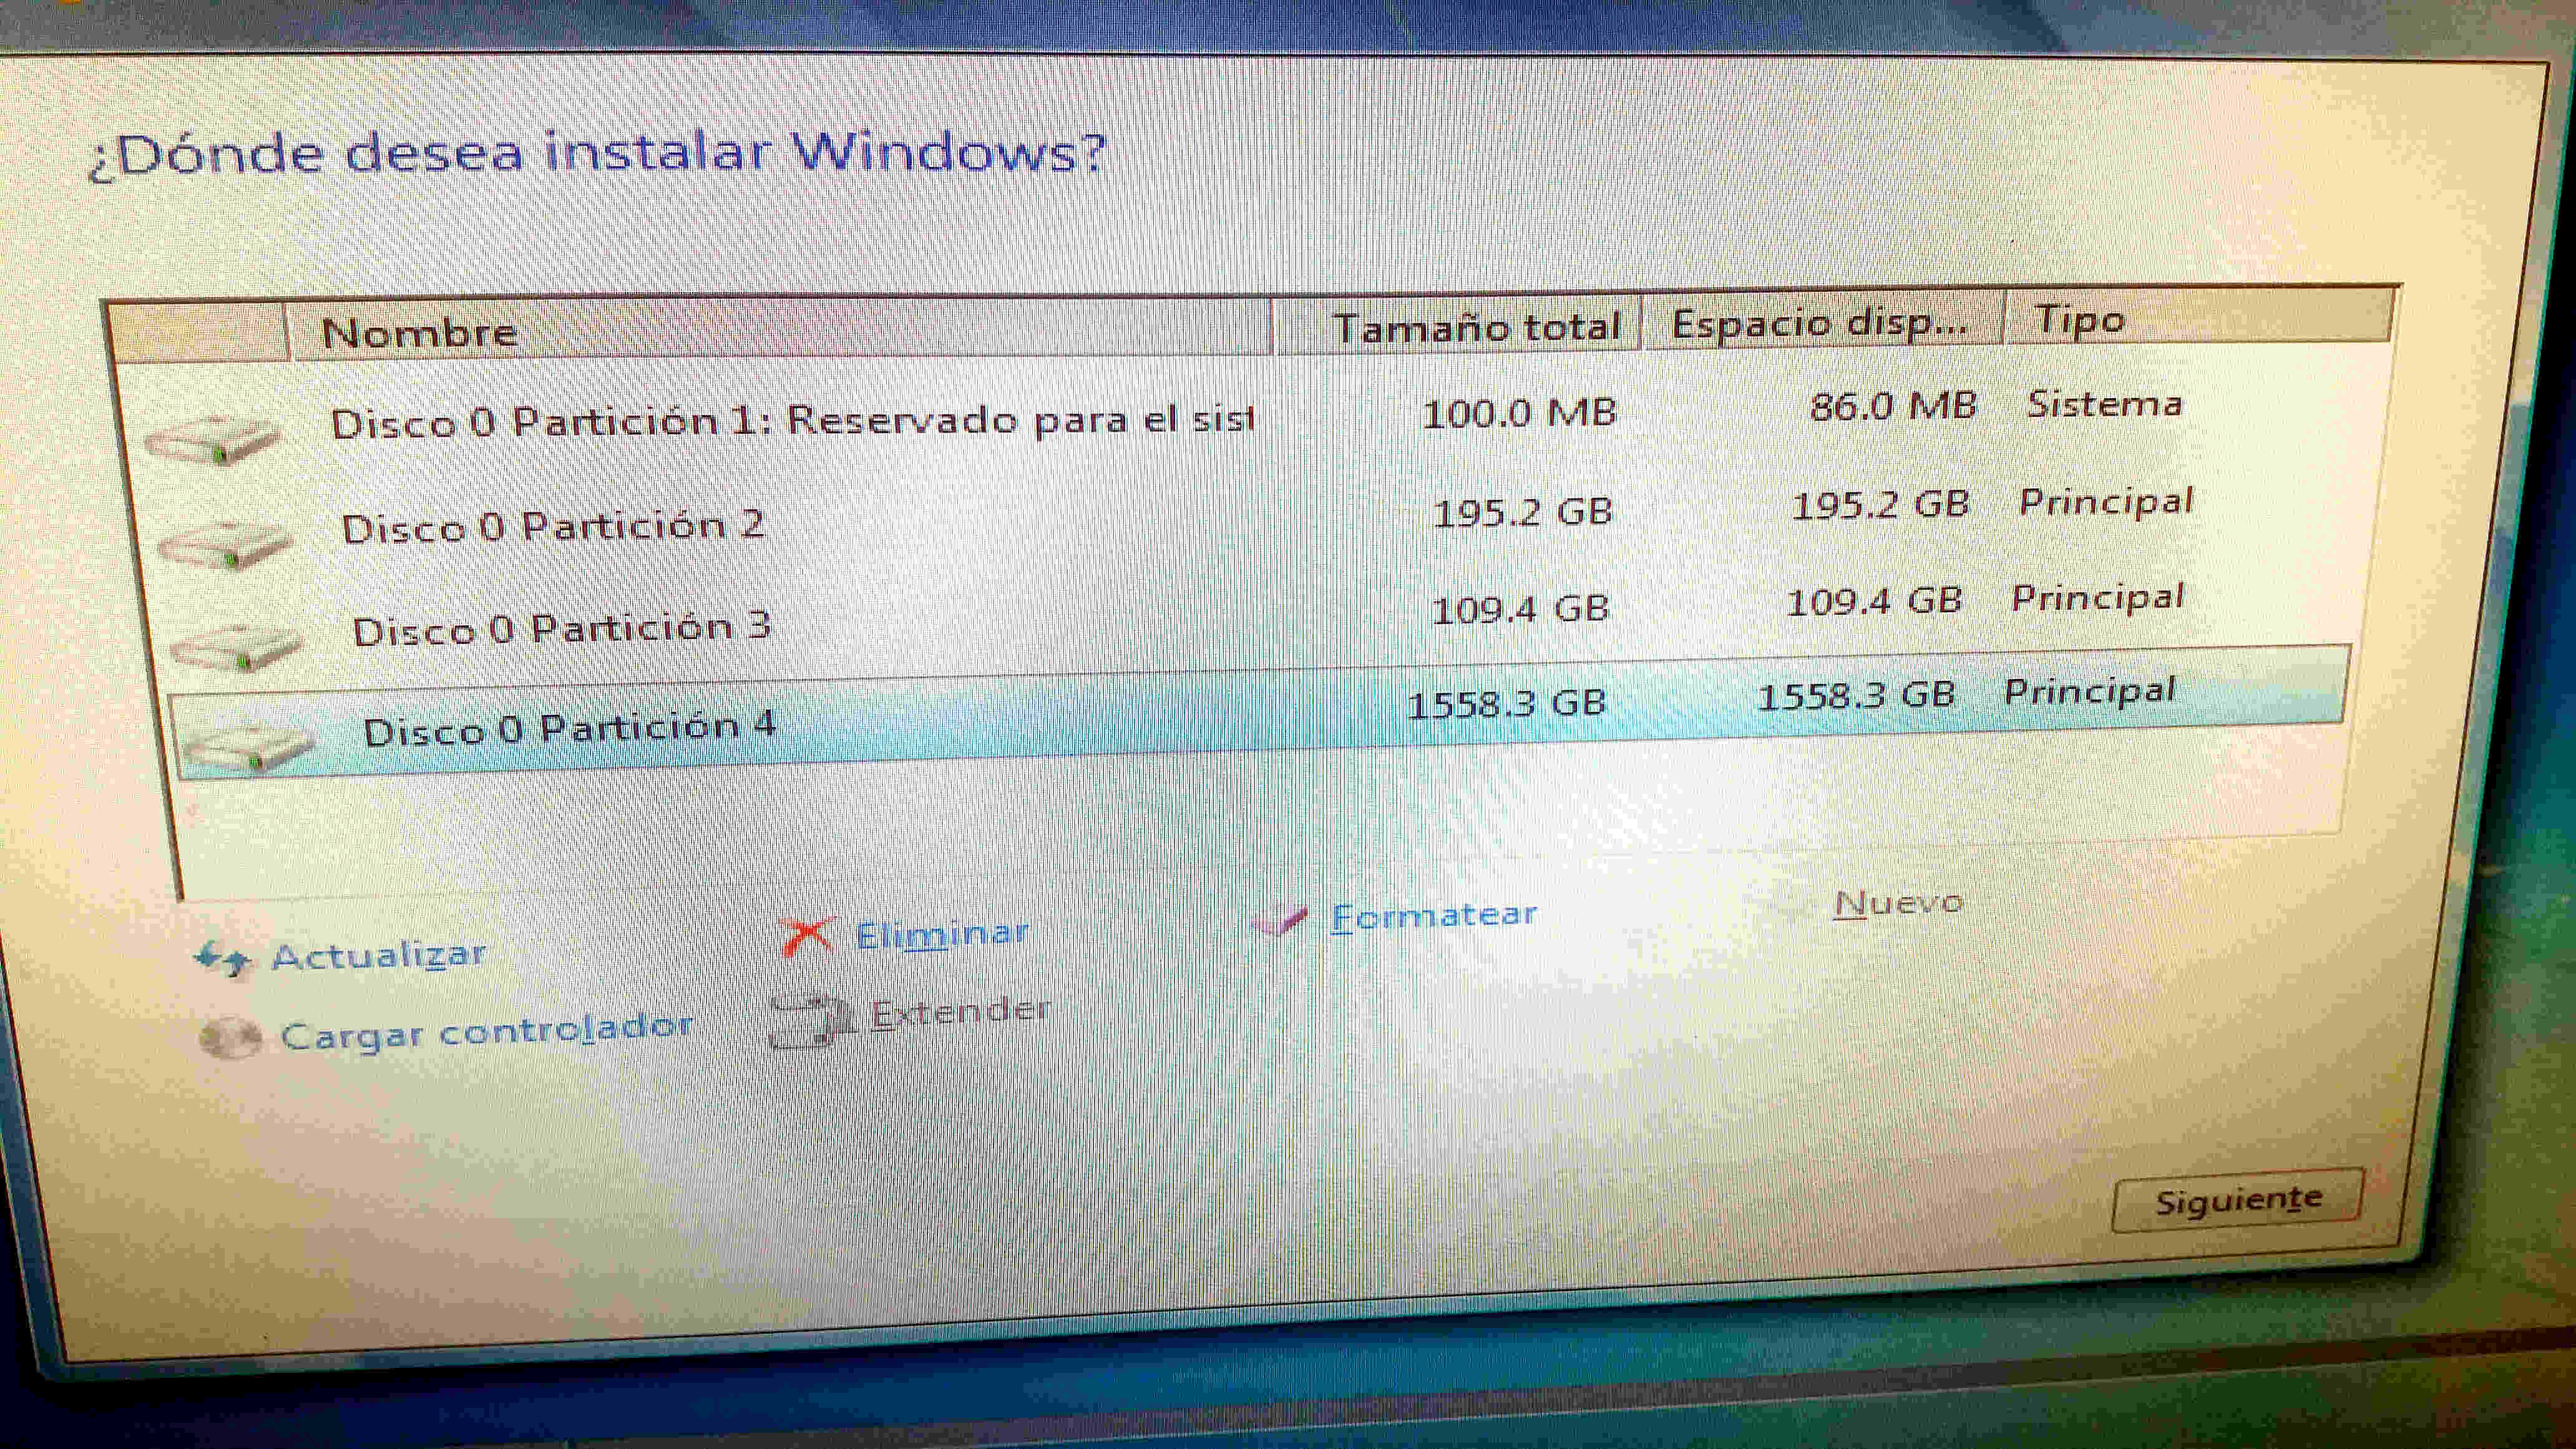 ¿Dónde desea instalar Windows?
Nombre Tamaño total Espacio disp... Tipo
Disco 0 Partición 1: Reservado para el sist 100.0 MB 86.0 MB Sistema
Disco 0 Partición 2 195.2 GB 195.2 GB Principal
Disco 0 Partición 3 109.4 GB 109.4 GB Principal
Disco 0 Partición 4 1558.3 GB 1558.3 GB Principal
Actualizar Eliminar Formatear Nuevo
Cargar controlador Extender
Siguiente